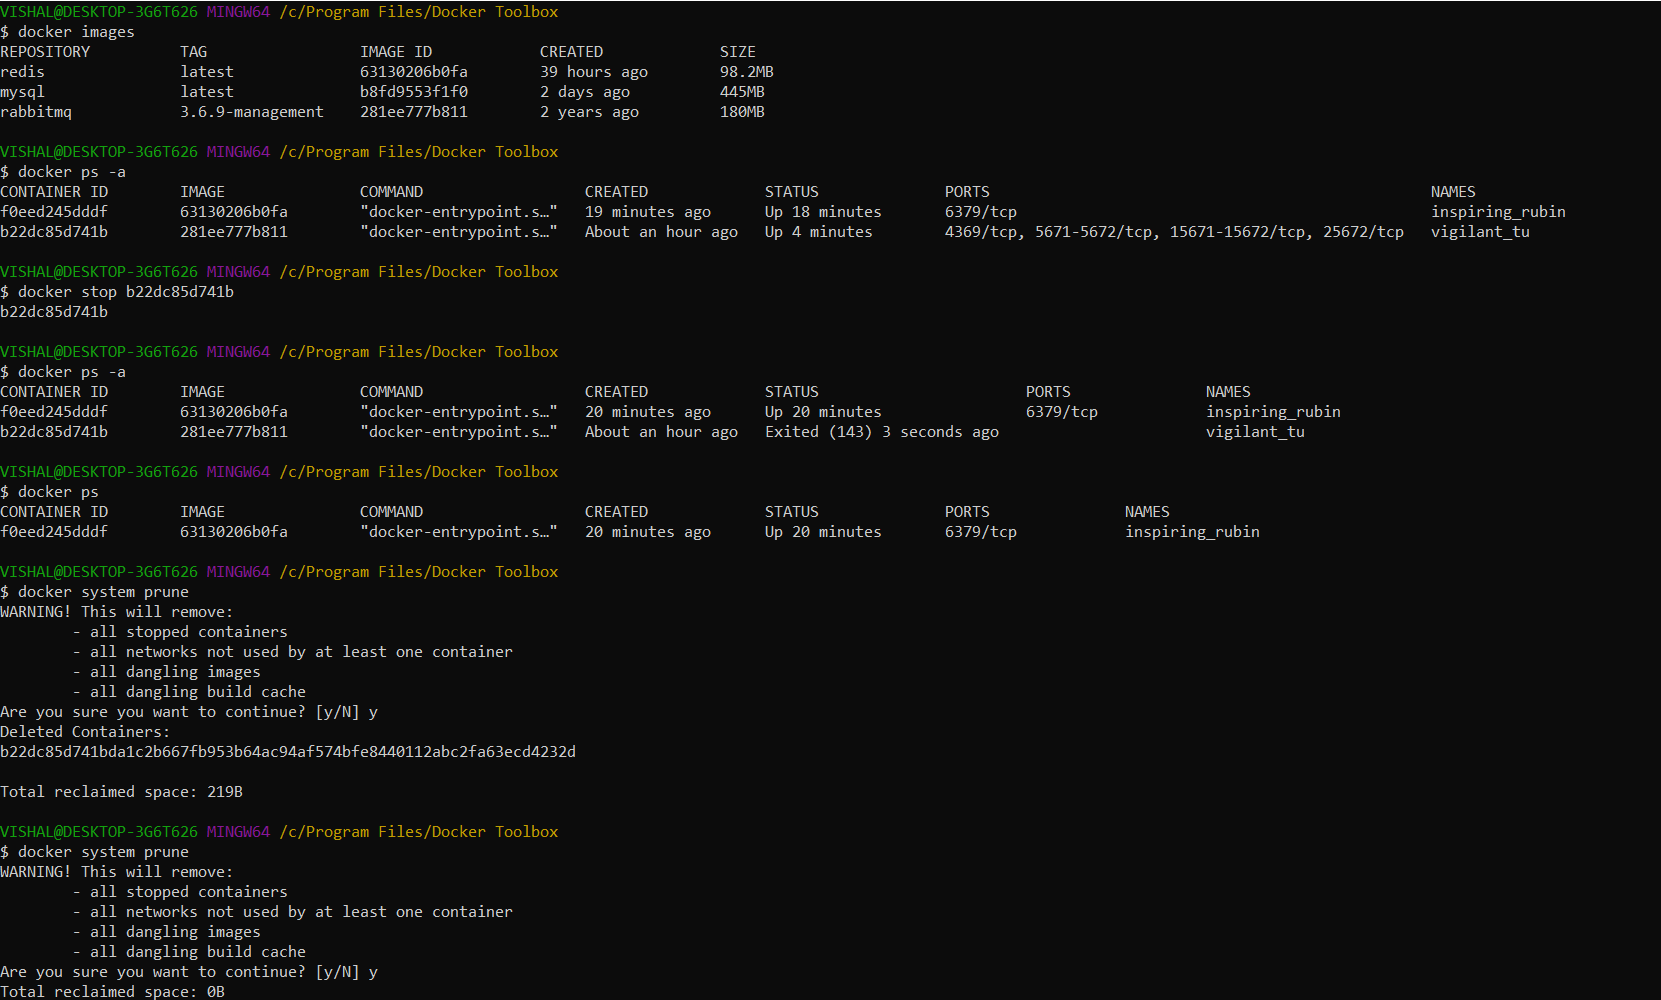 VISHAL@DESKTOP-3G6T626 MINGW64 /c/Program Files/Docker Toolbox
$ docker images
REPOSITORY          TAG                 IMAGE ID            CREATED             SIZE
redis               latest              63130206b0fa        39 hours ago        98.2MB
mysql               latest              b8fd9553f1f0        2 days ago          445MB
rabbitmq            3.6.9-management    281ee777b811        2 years ago         180MB

VISHAL@DESKTOP-3G6T626 MINGW64 /c/Program Files/Docker Toolbox
$ docker ps -a
CONTAINER ID        IMAGE               COMMAND                  CREATED             STATUS              PORTS                                                 NAMES
f0eed245dddf        63130206b0fa        "docker-entrypoint.s…"   19 minutes ago      Up 18 minutes       6379/tcp                                              inspiring_rubin
b22dc85d741b        281ee777b811        "docker-entrypoint.s…"   About an hour ago   Up 4 minutes        4369/tcp, 5671-5672/tcp, 15671-15672/tcp, 25672/tcp   vigilant_tu

VISHAL@DESKTOP-3G6T626 MINGW64 /c/Program Files/Docker Toolbox
$ docker stop b22dc85d741b
b22dc85d741b

VISHAL@DESKTOP-3G6T626 MINGW64 /c/Program Files/Docker Toolbox
$ docker ps -a
CONTAINER ID        IMAGE               COMMAND                  CREATED             STATUS                       PORTS               NAMES
f0eed245dddf        63130206b0fa        "docker-entrypoint.s…"   20 minutes ago      Up 20 minutes                6379/tcp            inspiring_rubin
b22dc85d741b        281ee777b811        "docker-entrypoint.s…"   About an hour ago   Exited (143) 3 seconds ago                       vigilant_tu

VISHAL@DESKTOP-3G6T626 MINGW64 /c/Program Files/Docker Toolbox
$ docker ps
CONTAINER ID        IMAGE               COMMAND                  CREATED             STATUS              PORTS               NAMES
f0eed245dddf        63130206b0fa        "docker-entrypoint.s…"   20 minutes ago      Up 20 minutes       6379/tcp            inspiring_rubin

VISHAL@DESKTOP-3G6T626 MINGW64 /c/Program Files/Docker Toolbox
$ docker system prune
WARNING! This will remove:
        - all stopped containers
        - all networks not used by at least one container
        - all dangling images
        - all dangling build cache
Are you sure you want to continue? [y/N] y
Deleted Containers:
b22dc85d741bda1c2b667fb953b64ac94af574bfe8440112abc2fa63ecd4232d

Total reclaimed space: 219B

VISHAL@DESKTOP-3G6T626 MINGW64 /c/Program Files/Docker Toolbox
$ docker system prune
WARNING! This will remove:
        - all stopped containers
        - all networks not used by at least one container
        - all dangling images
        - all dangling build cache
Are you sure you want to continue? [y/N] y
Total reclaimed space: 0B